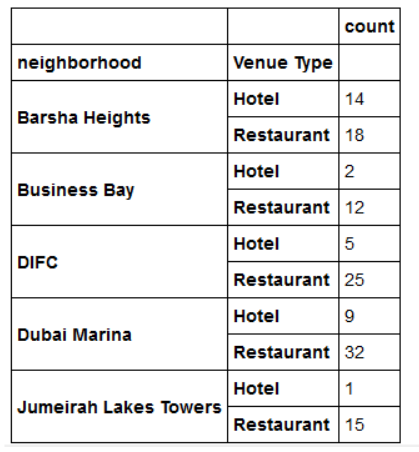 count
neighborhood Venue Type
Barsha Heights Hotel 14
Restaurant 18
Business Bay Hotel 2
Restaurant 12
DIFC Hotel 5
Restaurant 25
Dubai Marina Hotel 9
Restaurant 32
Jumeirah Lakes Towers Hotel 1
Restaurant 15